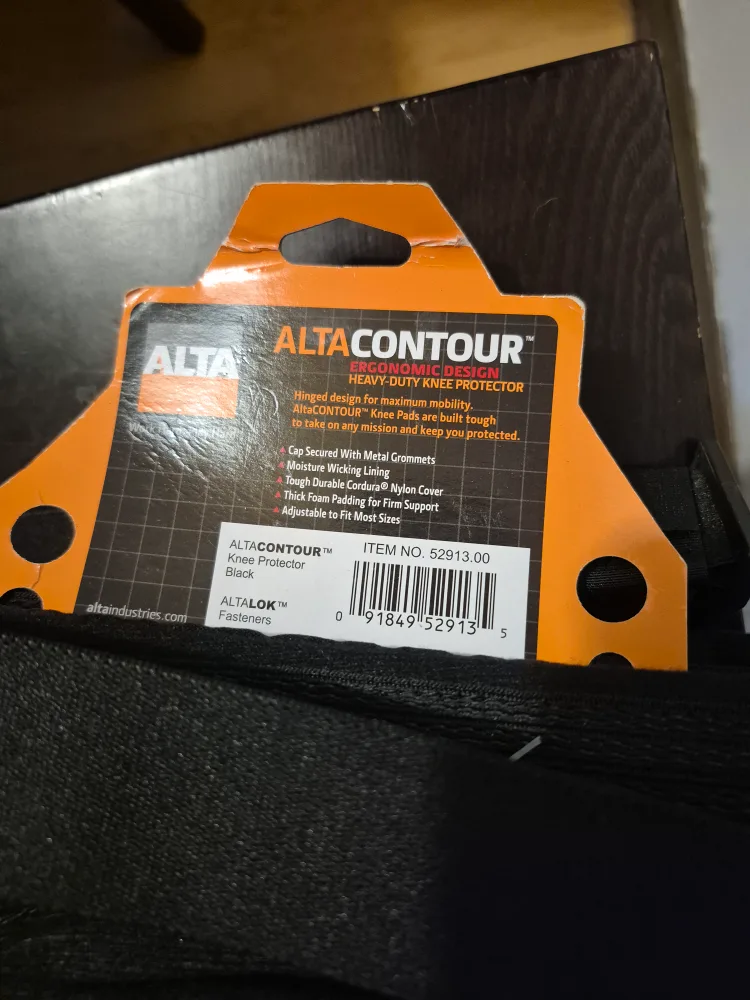 ALTA
ALTACONTOUR™
ERGONOMIC DESIGN
HEAVY-DUTY KNEE PROTECTOR
Hinged design for maximum mobility.
AltaCONTOUR™ Knee Pads are built tough
to take on any mission and keep you protected.
Cap Secured With Metal Grommets
Moisture Wicking Lining
Tough Durable Cordura® Nylon Cover
Thick Foam Padding for Firm Support
Adjustable to Fit Most Sizes
ALTACONTOUR™
Knee Protector
Black
ALTALOK™
Fasteners
ITEM NO. 52913.00
0 91849 52913 5
altaindustries.com